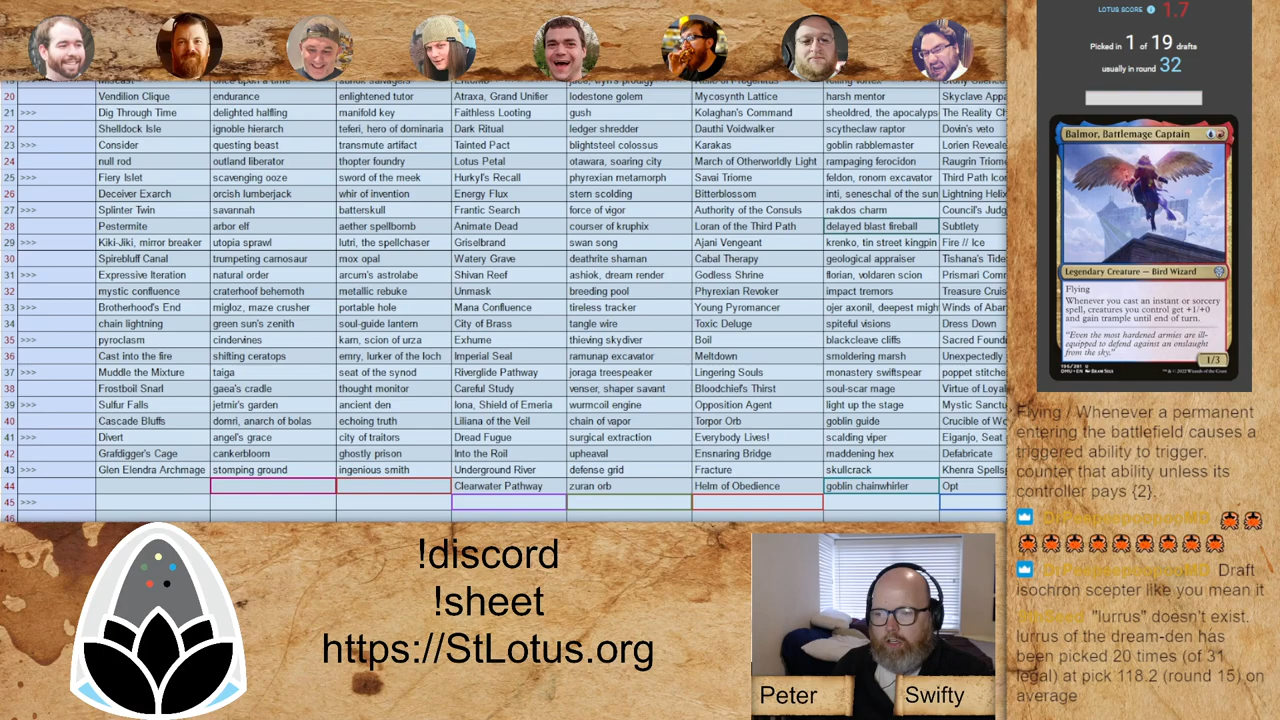 LOTUS SCORE 1.7
Picked in 1 of 19 drafts
usually in round 32
20 Vendilion Clique endurance enlightened tutor Atraxa, Grand Unifier lodestone golem Mycosynth Lattice harsh mentor Skyclave Appa
21 >>> Dig Through Time delighted halfling manifold key Faithless Looting gush Kolaghan's Command sheoldred, the apocalyps The Reality Ch
22 Shelldock Isle ignoble hierarch teferi, hero of dominaria Dark Ritual ledger shredder Dauthi Voidwalker scytheclaw raptor Dovin's veto
23 >>> Consider questing beast transmute artifact Tainted Pact blightsteel colossus Karakas goblin rabblemaster Lorien Reveale
24 null rod outland liberator thopter foundry Lotus Petal otawara, soaring city March of Otherworldly Light rampaging ferocidon Raugrin Triome
25 >>> Fiery Islet scavenging ooze sword of the meek Hurkyl's Recall phyrexian metamorph Savai Triome feldon, ronom excavator Third Path Icon
26 Deceiver Exarch orcish lumberjack whir of invention Energy Flux stern scolding Bitterblossom inti, seneschal of the sun Lightning Helix
27 >>> Splinter Twin savannah batterskull Frantic Search force of vigor Authority of the Consuls rakdos charm Council's Judg
28 Pestermite arbor elf aether spellbomb Animate Dead courser of kruphix Loran of the Third Path delayed blast fireball Subtlety
29 >>> Kiki-Jiki, mirror breaker utopia sprawl lutri, the spellchaser Griselbrand swan song Ajani Vengeant krenko, tin street kingpin Fire // Ice
30 Spirebluff Canal trumpeting carnosaur mox opal Watery Grave deathrite shaman Cabal Therapy geological appraiser Tishana's Tide
31 >>> Expressive Iteration natural order arcum's astrolabe Shivan Reef ashiok, dream render Godless Shrine florian, voldaren scion Prismari Comm
32 mystic confluence craterhoof behemoth metallic rebuke Unmask breeding pool Phyrexian Revoker impact tremors Treasure Cruis
33 >>> Brotherhood's End migloz, maze crusher portable hole Mana Confluence tireless tracker Young Pyromancer ojer axonil, deepest migh Winds of Aban
34 chain lightning green sun's zenith soul-guide lantern City of Brass tangle wire Toxic Deluge spiteful visions Dress Down
35 >>> pyroclasm cindervines karn, scion of urza Exhume thieving skydiver Boil blackcleave cliffs Sacred Found
36 Cast into the fire shifting ceratops emry, lurker of the loch Imperial Seal ramunap excavator Meltdown smoldering marsh Unexpectedly
37 >>> Muddle the Mixture taiga seat of the synod Riverglide Pathway joraga treespeaker Lingering Souls monastery swiftspear poppet stitche
38 Frostboil Snarl gaea's cradle thought monitor Careful Study venser, shaper savant Bloodchief's Thirst soul-scar mage Virtue of Loyal
39 >>> Sulfur Falls jetmir's garden ancient den Iona, Shield of Emeria wurmcoil engine Opposition Agent light up the stage Mystic Sanctu
40 Cascade Bluffs domri, anarch of bolas echoing truth Liliana of the Veil chain of vapor Torpor Orb goblin guide Crucible of Wo
41 >>> Divert angel's grace city of traitors Dread Fugue surgical extraction Everybody Lives! scalding viper Eiganjo, Seat
42 Grafdigger's Cage cankerbloom ghostly prison Into the Roil upheaval Ensnaring Bridge maddening hex Defabricate
43 >>> Glen Elendra Archmage stomping ground ingenious smith Underground River defense grid Fracture skullcrack Khenra Spells
44 Clearwater Pathway zuran orb Helm of Obedience goblin chainwhirler Opt
45 >>>
46
Balmor, Battlemage Captain
Legendary Creature — Bird Wizard
Flying
Whenever you cast an instant or sorcery
spell, creatures you control get +1/+0
and gain trample until end of turn.
"Even the most hardened armies are ill-
equipped to defend against an onslaught
from the sky."
1/3
Flying / Whenever a permanent
entering the battlefield causes a
triggered ability to trigger,
counter that ability unless its
controller pays {2}.
Draft
isochron scepter like you mean it
"lurrus" doesn't exist.
lurrus of the dream-den has
been picked 20 times (of 31
legal) at pick 118.2 (round 15) on
average
!discord
!sheet
https://StLotus.org
Peter
Swifty